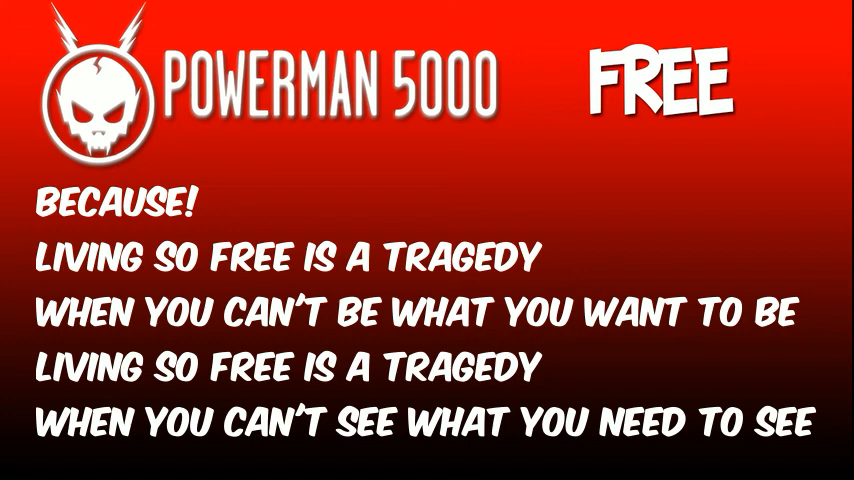 POWERMAN 5000 FREE
BECAUSE!
LIVING SO FREE IS A TRAGEDY
WHEN YOU CAN'T BE WHAT YOU WANT TO BE
LIVING SO FREE IS A TRAGEDY
WHEN YOU CAN'T SEE WHAT YOU NEED TO SEE